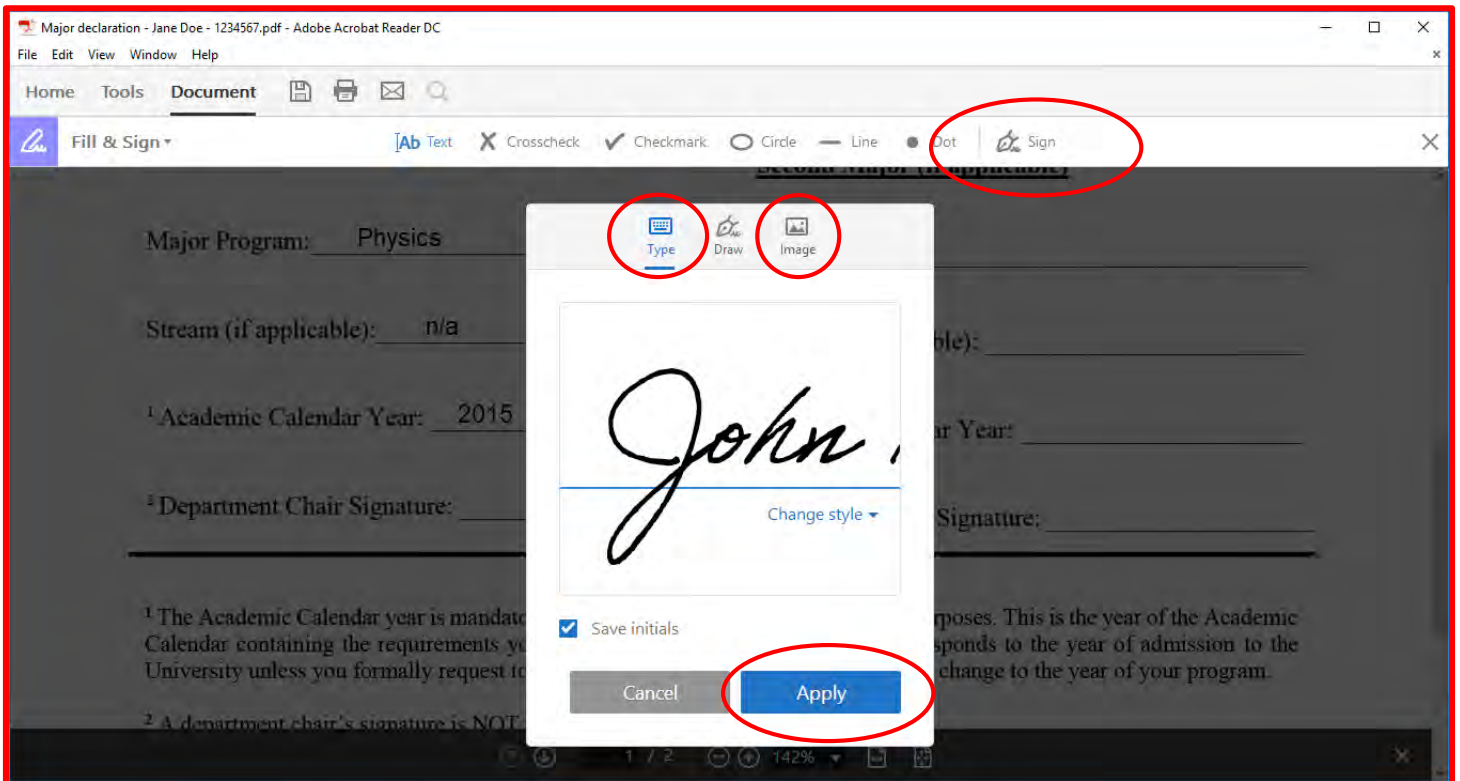 Major declaration - Jane Doe - 1234567.pdf - Adobe Acrobat Reader DC
File Edit View Window Help
Home Tools Document
Fill & Sign
Ab Text Crosscheck Checkmark Circle Line Dot Sign
Second Major (if applicable)
Type Draw Image
Major Program: Physics
Stream (if applicable): n/a
ble):
1 Academic Calendar Year: 2015
ar Year:
John
Department Chair Signature:
Change style
Signature:
1 The Academic Calendar year is mandato
rposes. This is the year of the Academic
Save initials
Calendar containing the requirements yo
sponds to the year of admission to the
University unless you formally request to
change to the year of your program.
Cancel Apply
2 A department chair's signature is NOT
1 / 2 142%